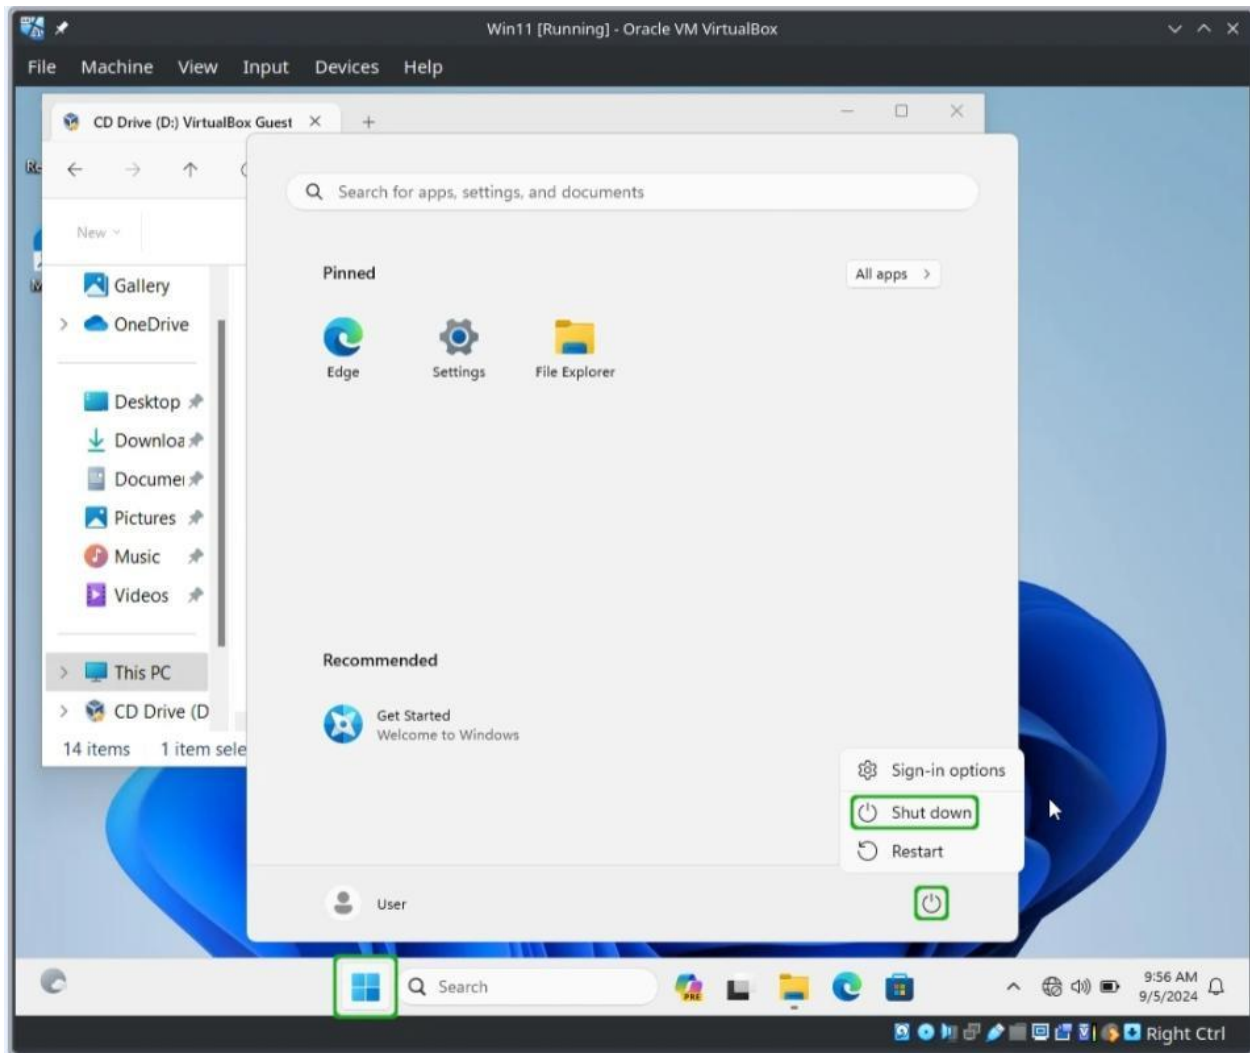 Win11 [Running] - Oracle VM VirtualBox
File Machine View Input Devices Help
CD Drive (D:) VirtualBox Guest
Search for apps, settings, and documents
New
Pinned
All apps
Gallery
OneDrive
Edge
Settings
File Explorer
Desktop
Downloa
Documei
Pictures
Music
Videos
Recommended
This PC
CD Drive (D
Get Started
Welcome to Windows
14 items 1 item sele
Sign-in options
Shut down
Restart
User
Search
PRE
9:56 AM
9/5/2024
Right Ctrl